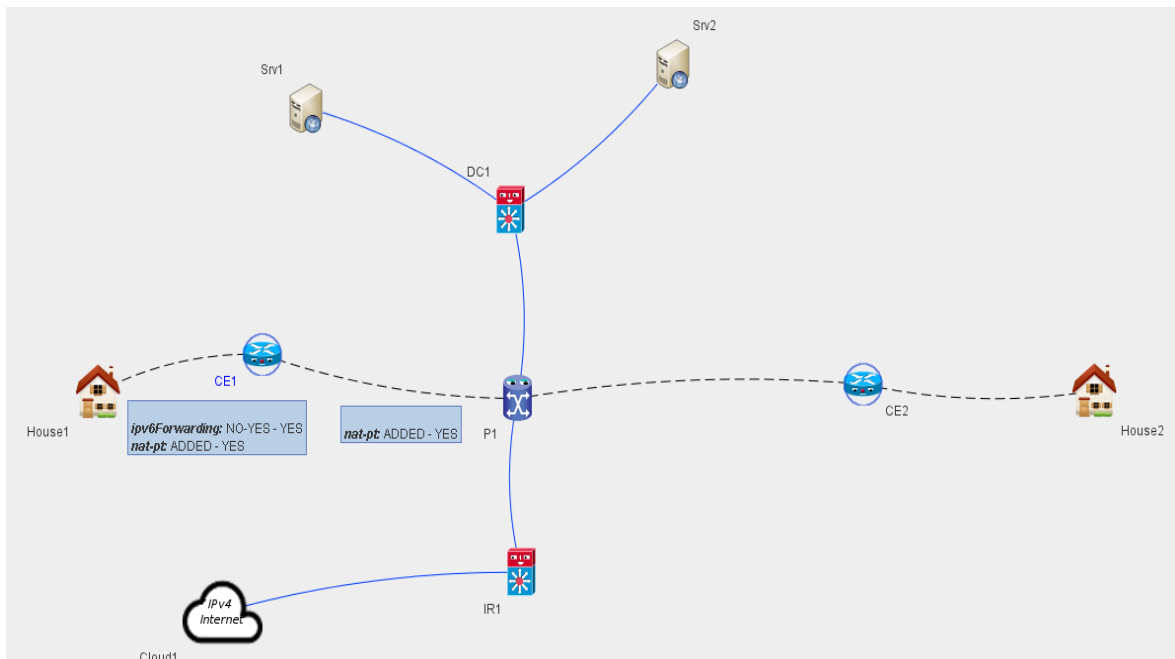 Srv2
Srv1
DC1
CE1
House1
ipv6Forwarding: NO-YES - YES
nat-pt: ADDED - YES
nat-pt: ADDED - YES
P1
CE2
House2
IPv4
Internet
IR1
Cloud1